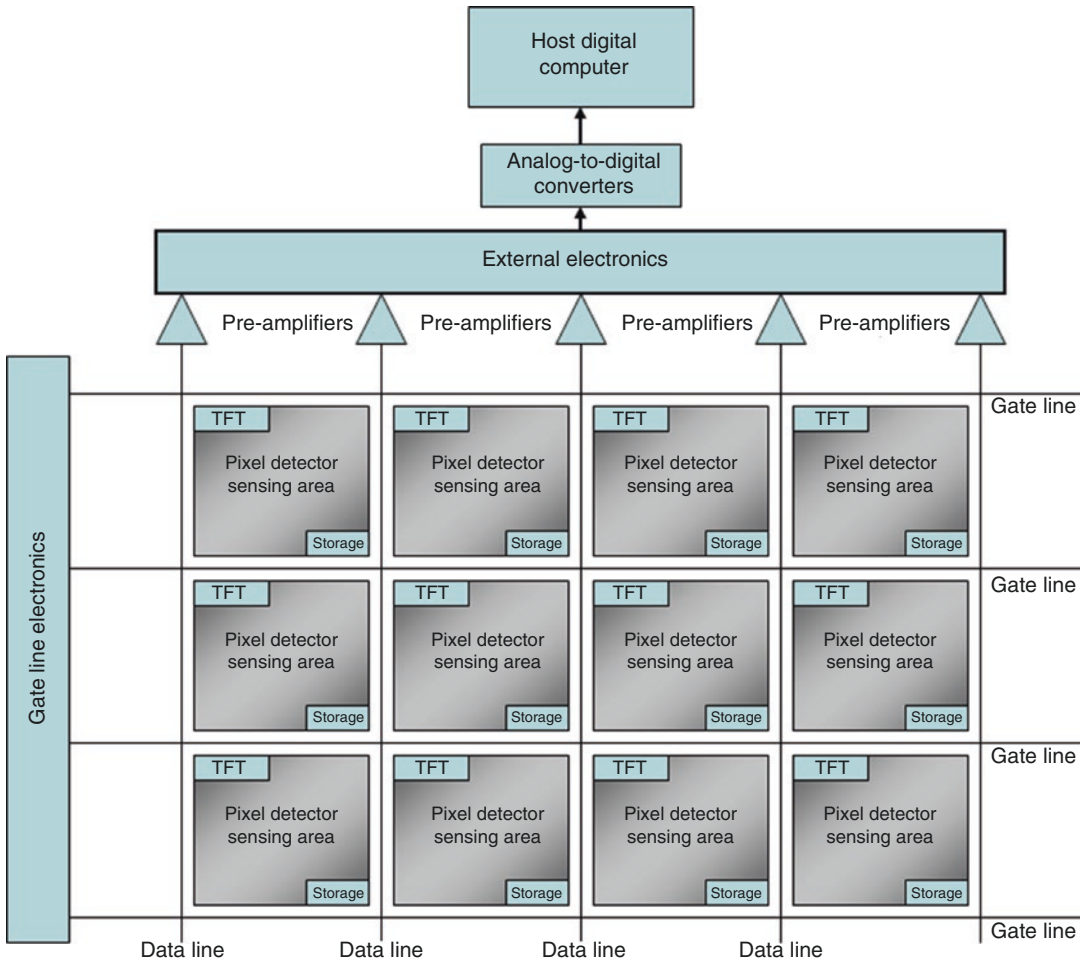 Host digital
computer
Analog-to-digital
converters
External electronics
Pre-amplifiers Pre-amplifiers Pre-amplifiers Pre-amplifiers
Gate line electronics
Gate line
TFT TFT TFT TFT
Pixel detector Pixel detector Pixel detector Pixel detector
sensing area sensing area sensing area sensing area
Storage Storage Storage Storage
Gate line
TFT TFT TFT TFT
Pixel detector Pixel detector Pixel detector Pixel detector
sensing area sensing area sensing area sensing area
Storage Storage Storage Storage
Gate line
TFT TFT TFT TFT
Pixel detector Pixel detector Pixel detector Pixel detector
sensing area sensing area sensing area sensing area
Storage Storage Storage Storage
Gate line
Data line Data line Data line Data line